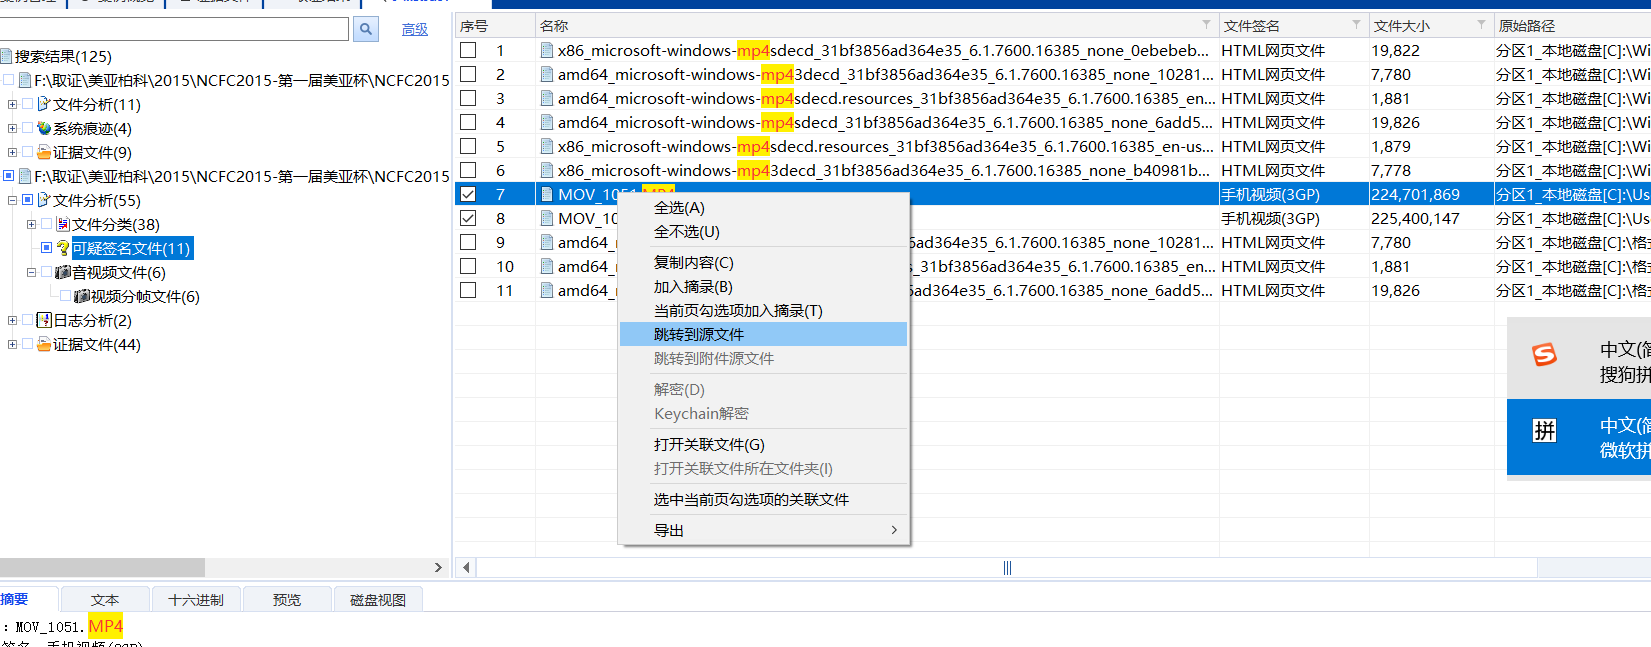 高级
搜索结果(125)
F:\取证\美亚柏科\2015\NCFC2015-第一届美亚杯\NCFC2015
文件分析(11)
系统痕迹(4)
证据文件(9)
F:\取证\美亚柏科\2015\NCFC2015-第一届美亚杯\NCFC2015
文件分析(55)
文件分类(38)
可疑签名文件(11)
音视频文件(6)
视频分帧文件(6)
日志分析(2)
证据文件(44)
序号 名称 文件签名 文件大小 原始路径
1 x86_microsoft-windows-mp4sdecd_31bf3856ad364e35_6.1.7600.16385_none_0ebebeb... HTML网页文件 19,822 分区1_本地磁盘[C]:\Wi
2 amd64_microsoft-windows-mp43decd_31bf3856ad364e35_6.1.7600.16385_none_10281... HTML网页文件 7,780 分区1_本地磁盘[C]:\Wi
3 amd64_microsoft-windows-mp4sdecd.resources_31bf3856ad364e35_6.1.7600.16385_en... HTML网页文件 1,881 分区1_本地磁盘[C]:\Wi
4 amd64_microsoft-windows-mp4sdecd_31bf3856ad364e35_6.1.7600.16385_none_6add5... HTML网页文件 19,826 分区1_本地磁盘[C]:\Wi
5 x86_microsoft-windows-mp4sdecd.resources_31bf3856ad364e35_6.1.7600.16385_en-us... HTML网页文件 1,879 分区1_本地磁盘[C]:\Wi
6 x86_microsoft-windows-mp43decd_31bf3856ad364e35_6.1.7600.16385_none_b40981b... HTML网页文件 7,778 分区1_本地磁盘[C]:\Wi
7 MOV_1051.MP4 手机视频(3GP) 224,701,869 分区1_本地磁盘[C]:\Us
8 MOV_10 手机视频(3GP) 225,400,147 分区1_本地磁盘[C]:\Us
9 amd64_ 6ad364e35_6.1.7600.16385_none_10281... HTML网页文件 7,780 分区1_本地磁盘[C]:\格式
10 amd64_ s_31bf3856ad364e35_6.1.7600.16385_en... HTML网页文件 1,881 分区1_本地磁盘[C]:\格式
11 amd64_ 6ad364e35_6.1.7600.16385_none_6add5... HTML网页文件 19,826 分区1_本地磁盘[C]:\格式
全选(A)
全不选(U)
复制内容(C)
加入摘录(B)
当前页勾选项加入摘录(T)
跳转到源文件
跳转到附件源文件
解密(D)
Keychain解密
打开关联文件(G)
打开关联文件所在文件夹(I)
选中当前页勾选项的关联文件
导出
中文(简
搜狗拼
拼
中文(简
微软拼
摘要 文本 十六进制 预览 磁盘视图
: MOV_1051.MP4
签名 手机视频(3GP)